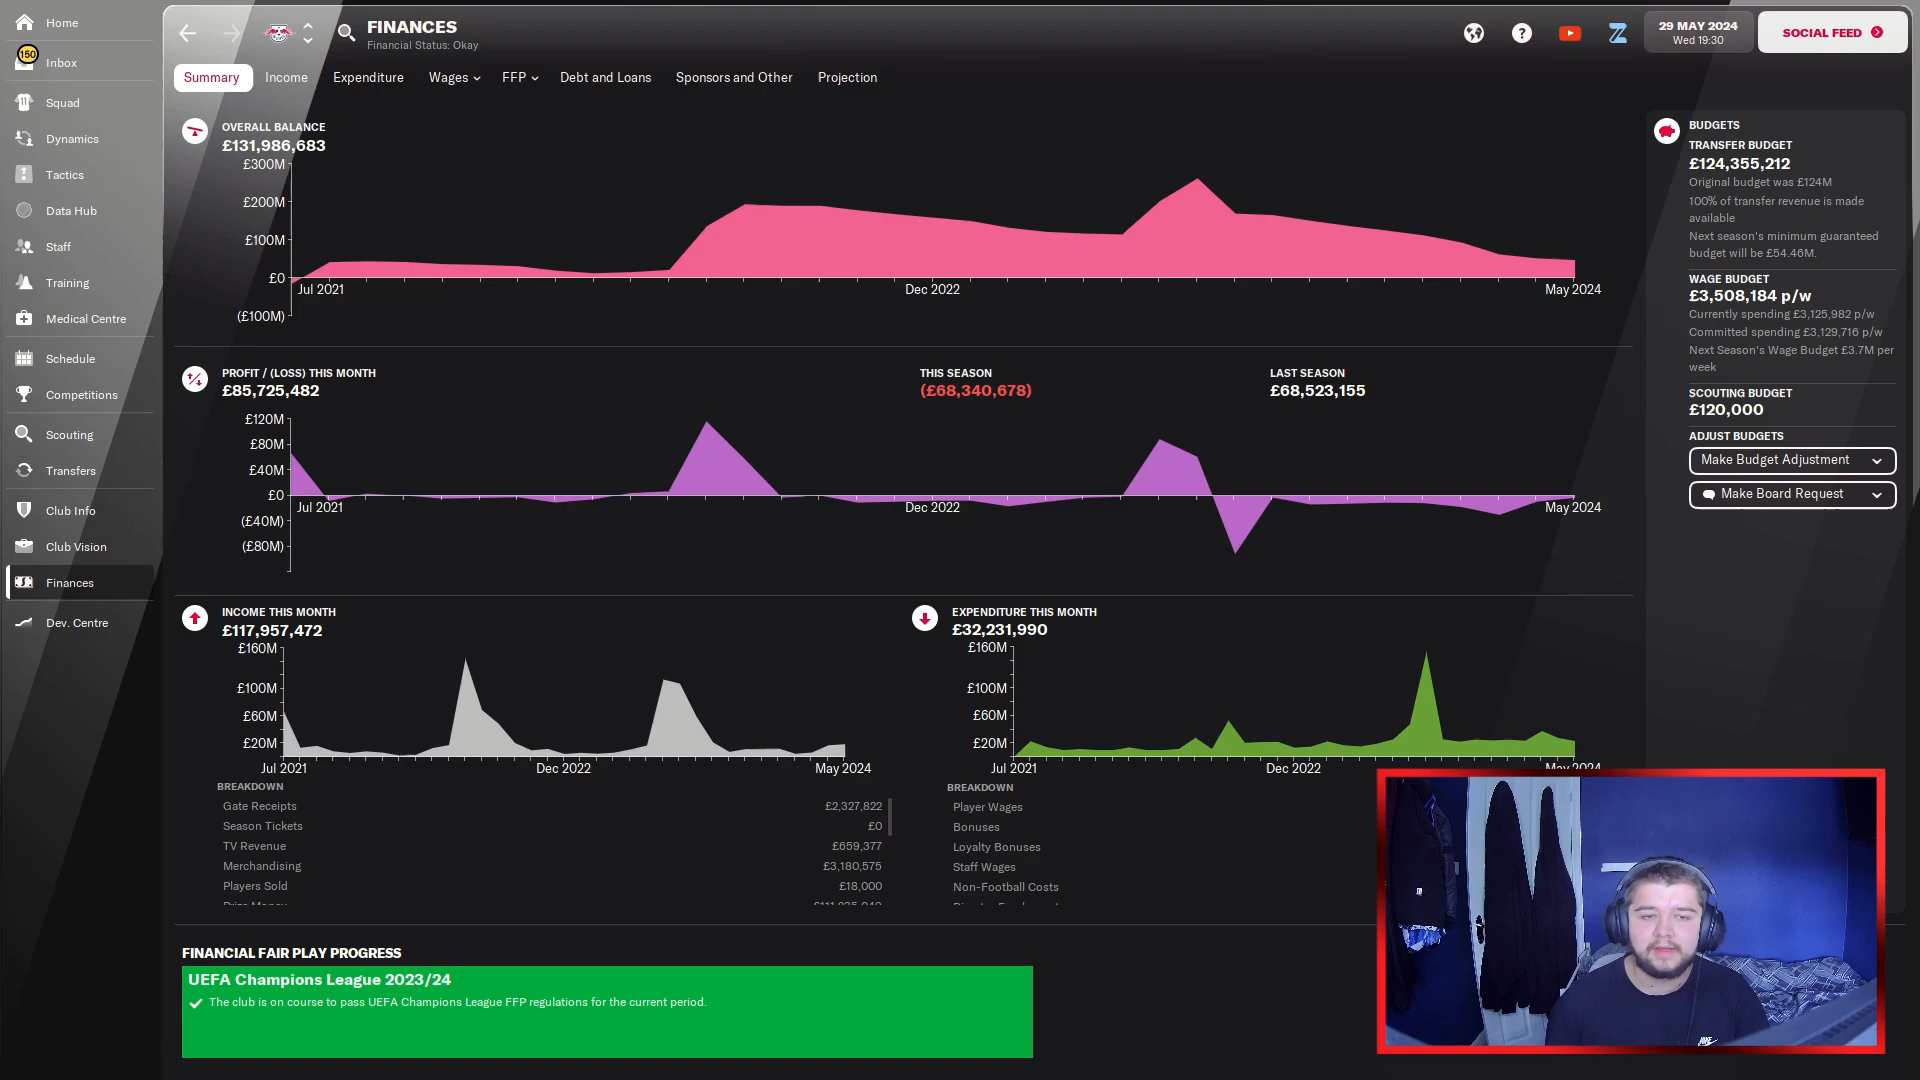 Home
150
Inbox
Squad
Dynamics
Tactics
Data Hub
Staff
Training
Medical Centre
Schedule
Competitions
Scouting
Transfers
Club Info
Club Vision
Finances
Dev. Centre
FINANCES
Financial Status: Okay
29 MAY 2024
Wed 19:30
SOCIAL FEED
Summary
Income
Expenditure
Wages
FFP
Debt and Loans
Sponsors and Other
Projection
OVERALL BALANCE
£131,986,683
£300M
£200M
£100M
£0
(£100M)
Jul 2021
Dec 2022
May 2024
PROFIT / (LOSS) THIS MONTH
£85,725,482
THIS SEASON
(£68,340,678)
LAST SEASON
£68,523,155
£120M
£80M
£40M
£0
(£40M)
(£80M)
Jul 2021
Dec 2022
May 2024
INCOME THIS MONTH
£117,957,472
£160M
£100M
£60M
£20M
Jul 2021
Dec 2022
May 2024
BREAKDOWN
Gate Receipts £2,327,822
Season Tickets £0
TV Revenue £659,377
Merchandising £3,180,575
Players Sold £18,000
EXPENDITURE THIS MONTH
£32,231,990
£160M
£100M
£60M
£20M
Jul 2021
Dec 2022
May 2024
BREAKDOWN
Player Wages
Bonuses
Loyalty Bonuses
Staff Wages
Non-Football Costs
FINANCIAL FAIR PLAY PROGRESS
UEFA Champions League 2023/24
The club is on course to pass UEFA Champions League FFP regulations for the current period.
BUDGETS
TRANSFER BUDGET
£124,355,212
Original budget was £124M
100% of transfer revenue is made
available
Next season's minimum guaranteed
budget will be £54.46M.
WAGE BUDGET
£3,508,184 p/w
Currently spending £3,125,982 p/w
Committed spending £3,129,716 p/w
Next Season's Wage Budget £3.7M per
week
SCOUTING BUDGET
£120,000
ADJUST BUDGETS
Make Budget Adjustment
Make Board Request